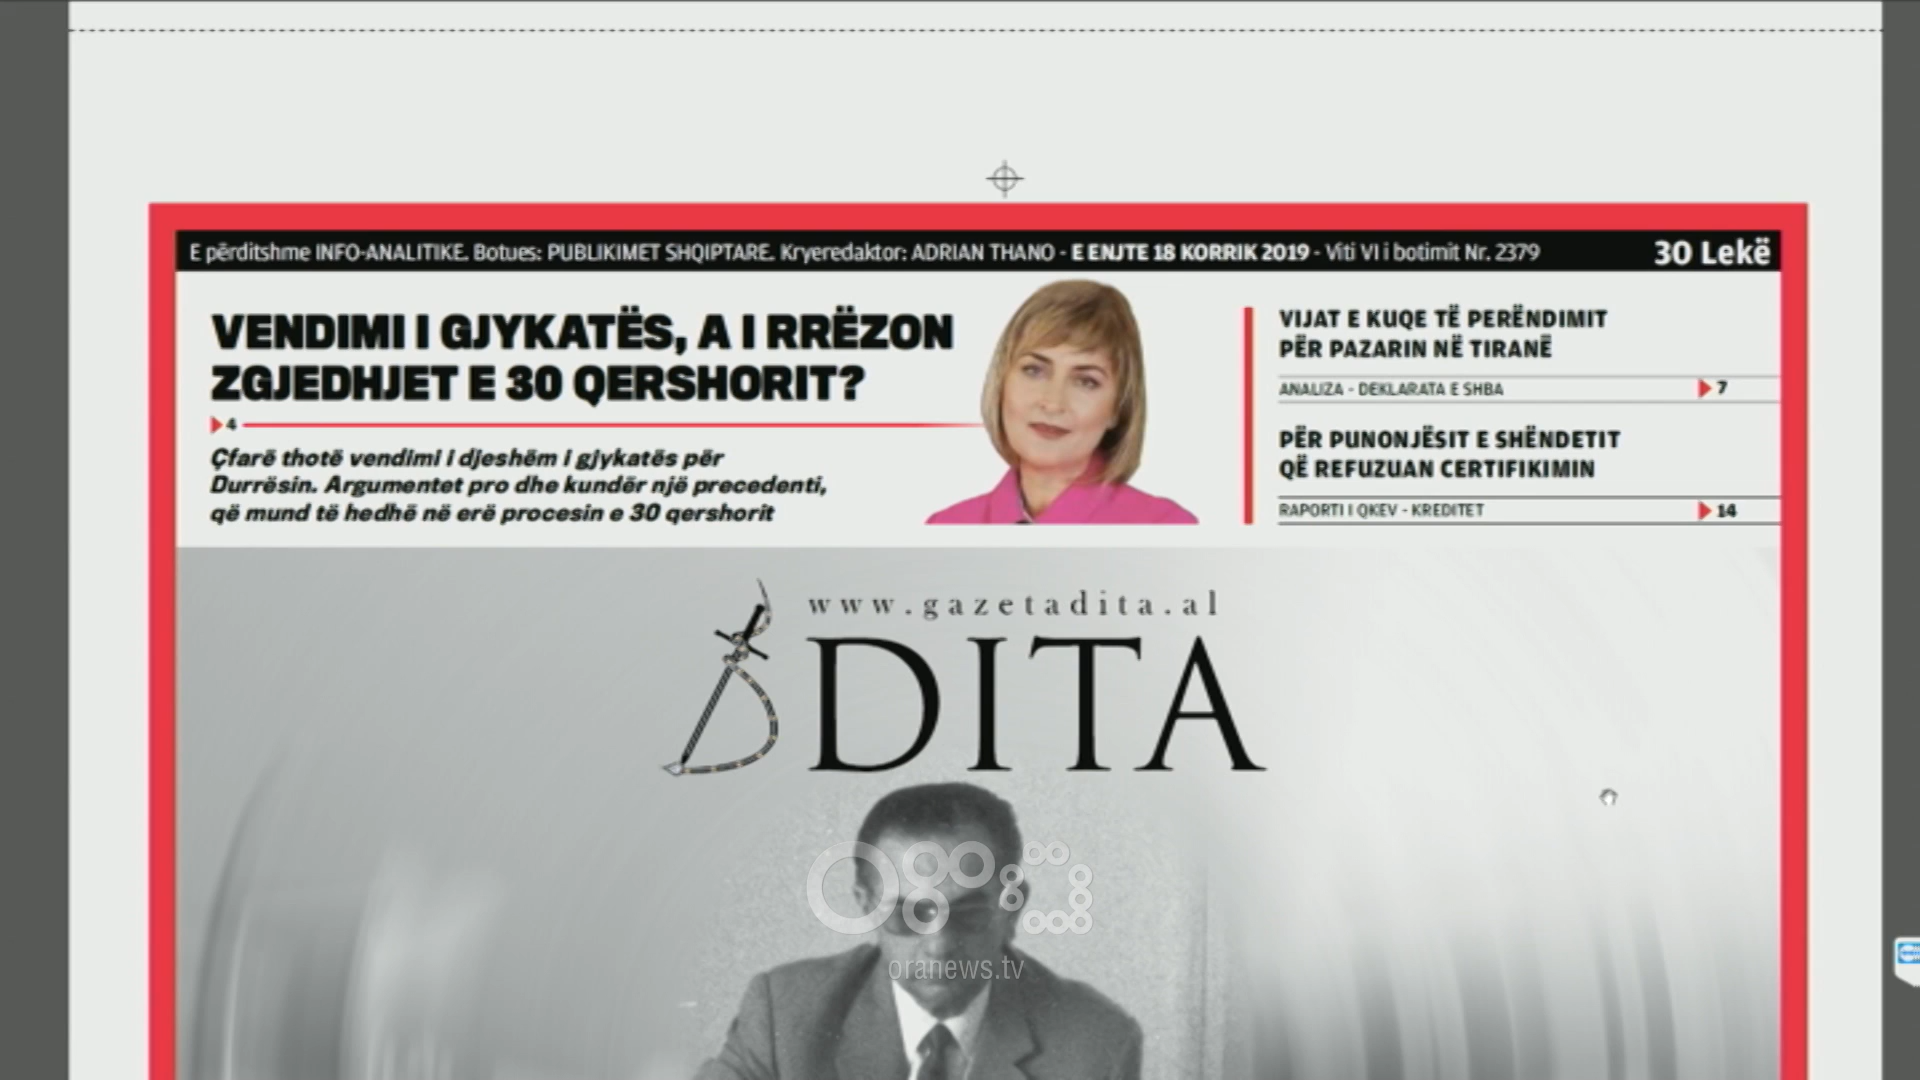 E përditshme INFO-ANALITIKE. Botues: PUBLIKIMET SHQIPTARE. Kryeredaktor: ADRIAN THANO - E ENJTE 18 KORRIK 2019 - Viti VI i botimit Nr. 2379
30 Lekë
VENDIMI I GJYKATËS, A I RRËZON
ZGJEDHJET E 30 QERSHORIT?
4
Çfarë thotë vendimi i djeshëm i gjykatës për
Durrësin. Argumentet pro dhe kundër një precedenti,
që mund të hedhë në erë procesin e 30 qershorit
VIJAT E KUQE TË PERËNDIMIT
PËR PAZARIN NË TIRANË
ANALIZA - DEKLARATA E SHBA
7
PËR PUNONJËSIT E SHËNDETIT
QË REFUZUAN CERTIFIKIMIN
RAPORTI I QKEV - KREDITET
14
www.gazetadita.al
DITA
oranews.tv